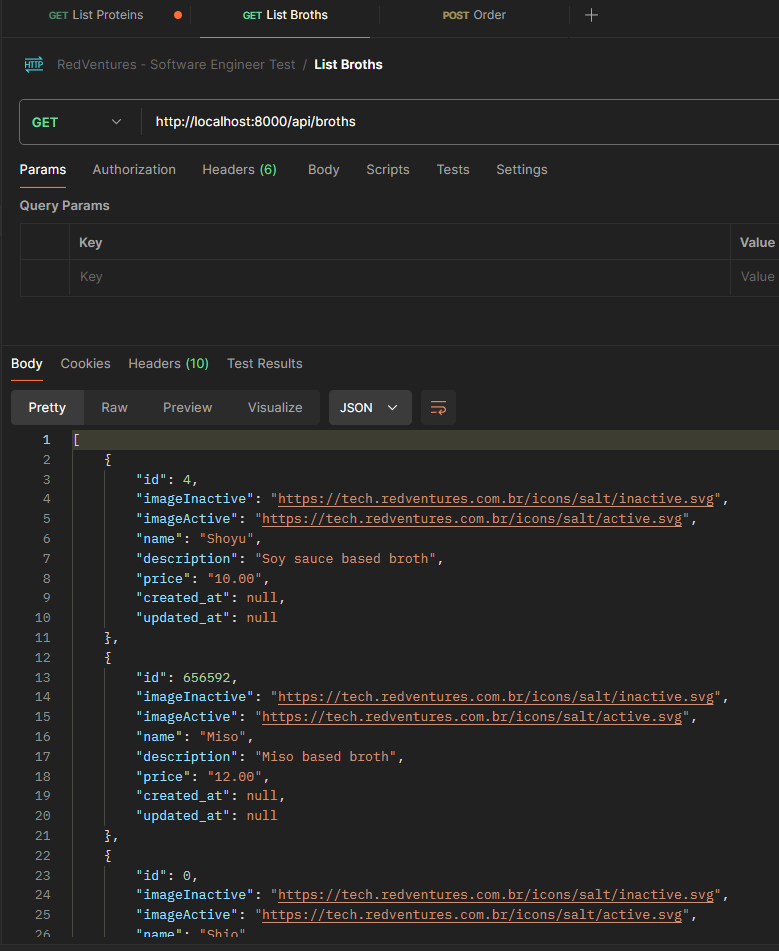 GET List Proteins
GET List Broths
POST Order
HTTP RedVentures - Software Engineer Test / List Broths
GET http://localhost:8000/api/broths
Params Authorization Headers (6) Body Scripts Tests Settings
Query Params
Key Value
Key Value
Body Cookies Headers (10) Test Results
Pretty Raw Preview Visualize JSON
1 [
2 {
3 "id": 4,
4 "imageInactive": "https://tech.redventures.com.br/icons/salt/inactive.svg",
5 "imageActive": "https://tech.redventures.com.br/icons/salt/active.svg",
6 "name": "Shoyu",
7 "description": "Soy sauce based broth",
8 "price": "10.00",
9 "created_at": null,
10 "updated_at": null
11 },
12 {
13 "id": 656592,
14 "imageInactive": "https://tech.redventures.com.br/icons/salt/inactive.svg",
15 "imageActive": "https://tech.redventures.com.br/icons/salt/active.svg",
16 "name": "Miso",
17 "description": "Miso based broth",
18 "price": "12.00",
19 "created_at": null,
20 "updated_at": null
21 },
22 {
23 "id": 0,
24 "imageInactive": "https://tech.redventures.com.br/icons/salt/inactive.svg",
25 "imageActive": "https://tech.redventures.com.br/icons/salt/active.svg",
26 "name": "Shio"